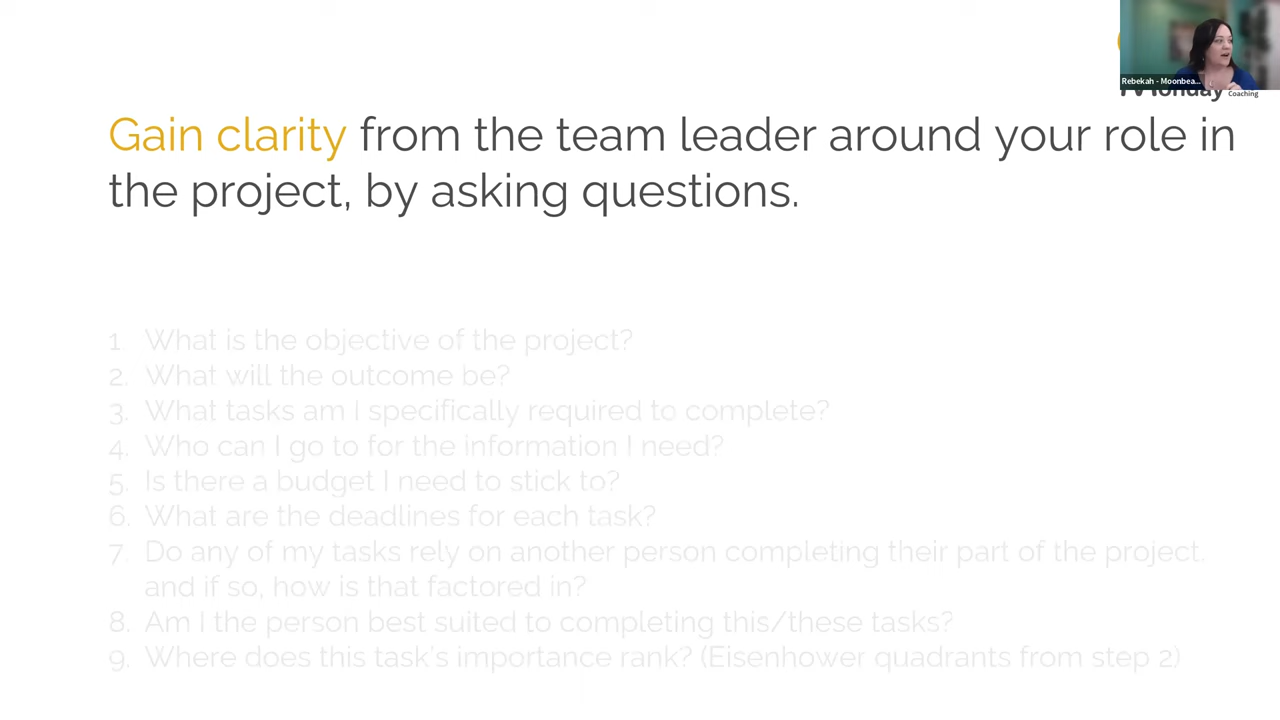 Rebekah - Moonbea...
Coaching
Gain clarity from the team leader around your role in
the project, by asking questions.
1. What is the objective of the project?
2. What will the outcome be?
3. What tasks am I specifically required to complete?
4. Who can I go to for the information I need?
5. Is there a budget I need to stick to?
6. What are the deadlines for each task?
7. Do any of my tasks rely on another person completing their part of the project.
and if so, how is that factored in?
8. Am I the person best suited to completing this/these tasks?
9. Where does this task's importance rank? (Eisenhower quadrants from step 2)